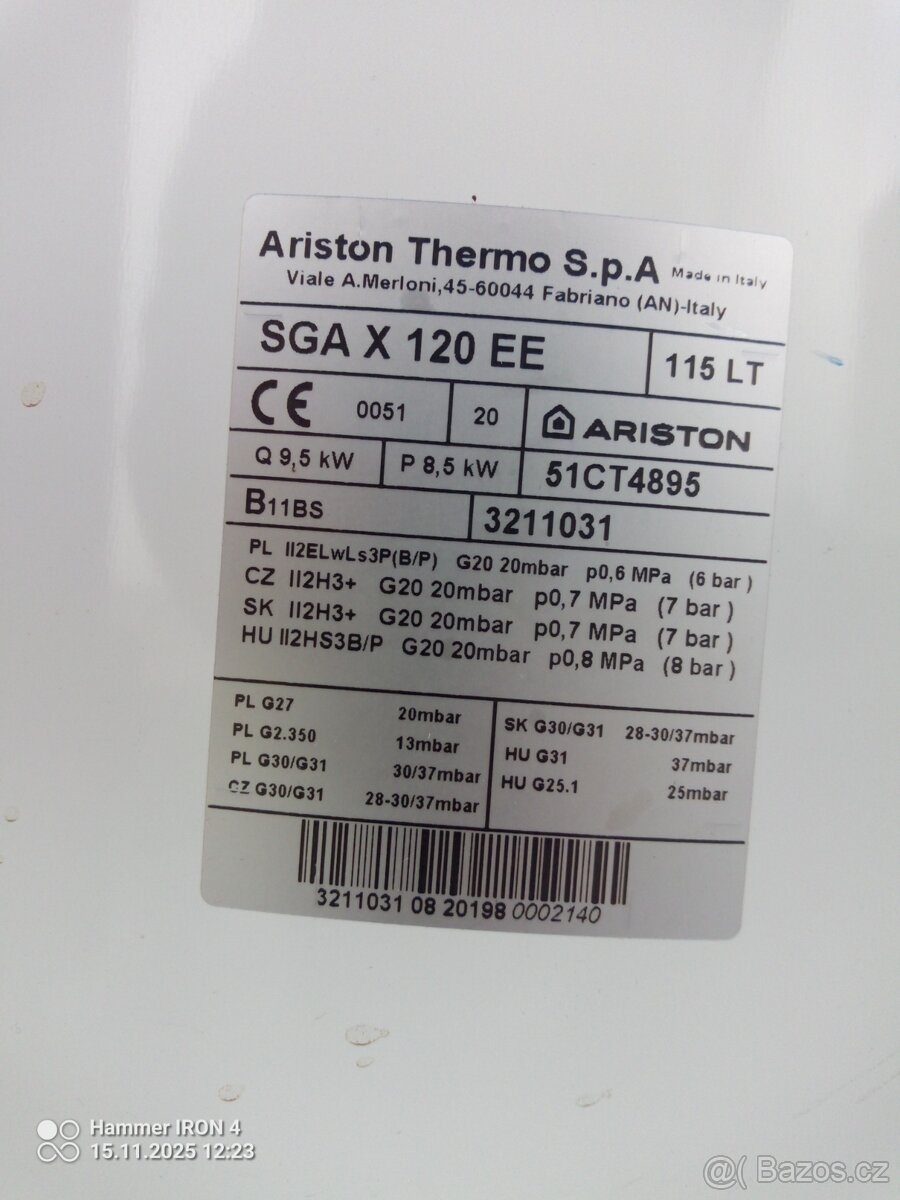 Ariston Thermo S.p.A Made in Italy
Viale A.Merloni,45-60044 Fabriano (AN)-Italy
SGA X 120 EE 115 LT
CE 0051 20 ARISTON
Q 9,5 kW P 8,5 kW 51CT4895
B11BS 3211031
PL II2ELwLs3P(B/P) G20 20mbar p0,6 MPa (6 bar )
CZ II2H3+ G20 20mbar p0,7 MPa (7 bar )
SK II2H3+ G20 20mbar p0,7 MPa (7 bar )
HU II2HS3B/P G20 20mbar p0,8 MPa (8 bar )
PL G27 20mbar
PL G2.350 13mbar
PL G30/G31 30/37mbar
CZ G30/G31 28-30/37mbar
SK G30/G31 28-30/37mbar
HU G31 37mbar
HU G25.1 25mbar
3211031 08 20198 0002140
Hammer IRON 4
15.11.2025 12:23
@( Bazos.cz